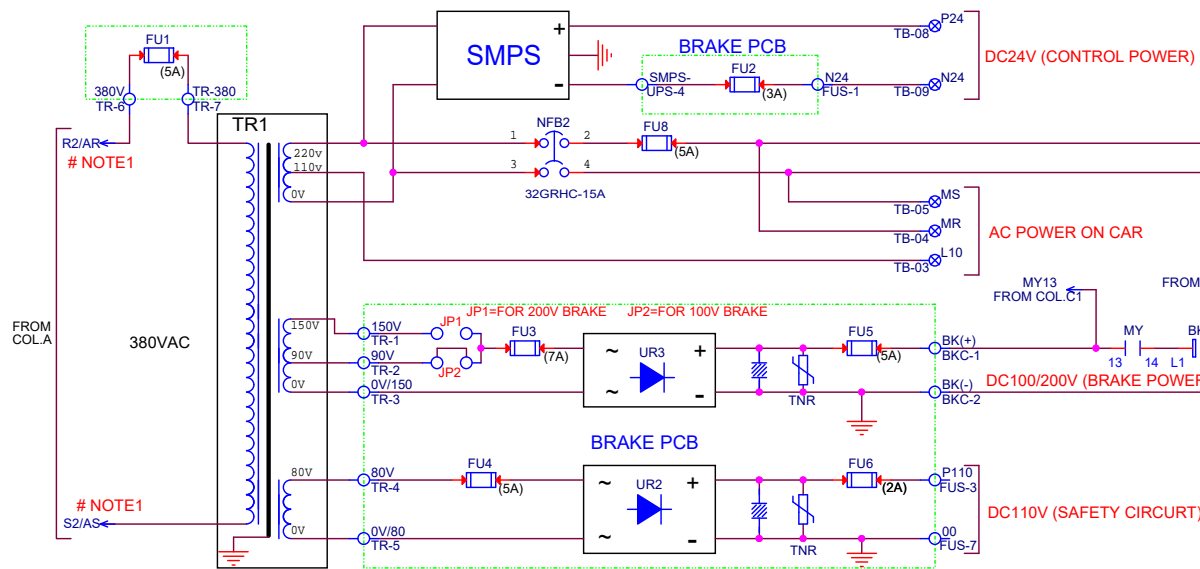 FU1
(5A)
380V
TR-6
TR-380
TR-7
R2/AR
# NOTE1
TR1
220v
110v
0V
SMPS
+
-
BRAKE PCB
SMPS-
UPS-4
FU2
(3A)
N24
FUS-1
P24
TB-08
N24
TB-09
DC24V (CONTROL POWER)
NFB2
1
2
3
4
32GRHC-15A
FU8
(5A)
MS
TB-05
MR
TB-04
L10
TB-03
AC POWER ON CAR
MY13
FROM COL.C1
FROM
FROM
COL.A
380VAC
JP1=FOR 200V BRAKE
JP2=FOR 100V BRAKE
150V
90V
0V
150V
TR-1
90V
TR-2
0V/150
TR-3
JP1
JP2
FU3
(7A)
~
~
UR3
+
-
TNR
FU5
(5A)
BK(+)
BKC-1
BK(-)
BKC-2
MY
13
14
L1
BK
DC100/200V (BRAKE POWER
BRAKE PCB
# NOTE1
S2/AS
80V
0V
80V
TR-4
0V/80
TR-5
FU4
(5A)
~
~
UR2
+
-
TNR
FU6
(2A)
P110
FUS-3
00
FUS-7
DC110V (SAFETY CIRCURT)